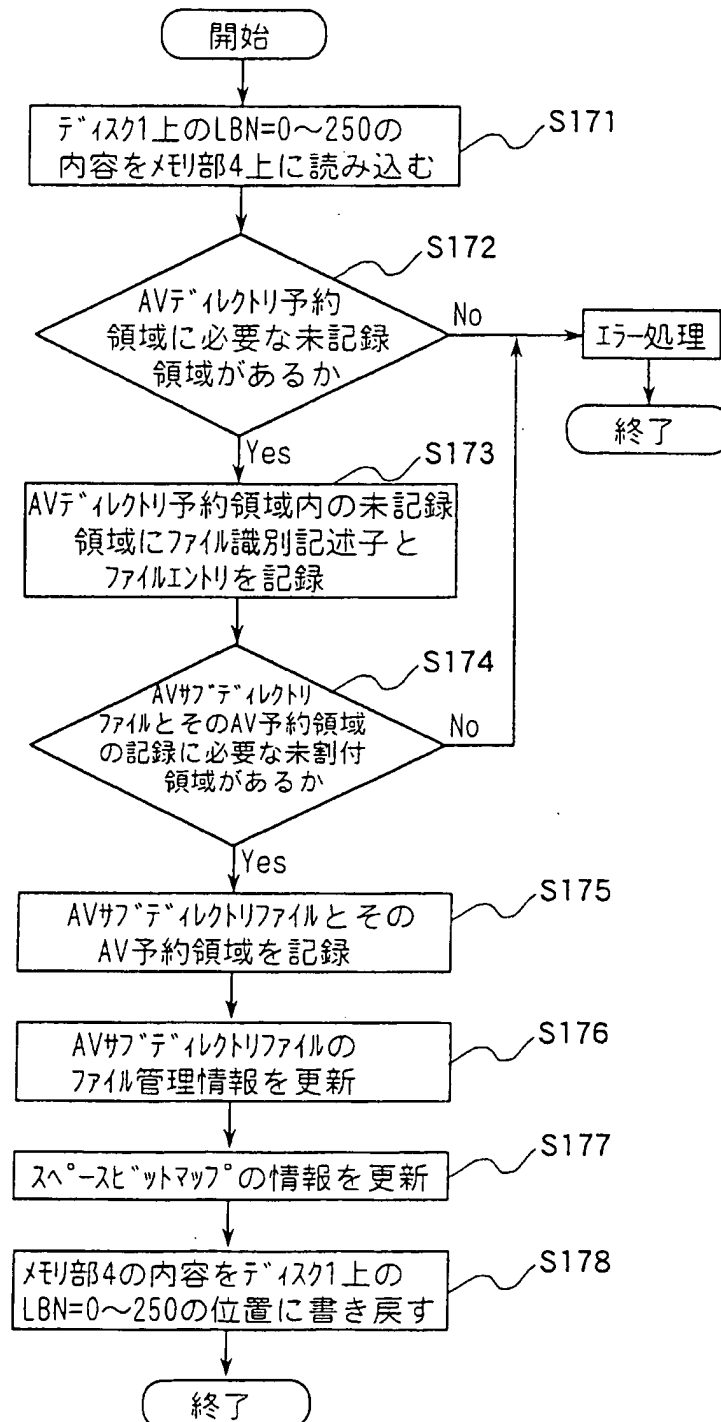 開始
ディスク1上のLBN=0～250の
内容をメモリ部4上に読み込む
S171
S172
AVディレクトリ予約
領域に必要な未記録
領域があるか
No
エラー処理
終了
Yes
S173
AVディレクトリ予約領域内の未記録
領域にファイル識別記述子と
ファイルエントリを記録
S174
AVサブディレクトリ
ファイルとそのAV予約領域
の記録に必要な未割付
領域があるか
No
Yes
S175
AVサブディレクトリファイルとその
AV予約領域を記録
S176
AVサブディレクトリファイルの
ファイル管理情報を更新
S177
スペースビットマップの情報を更新
S178
メモリ部4の内容をディスク1上の
LBN=0～250の位置に書き戻す
終了